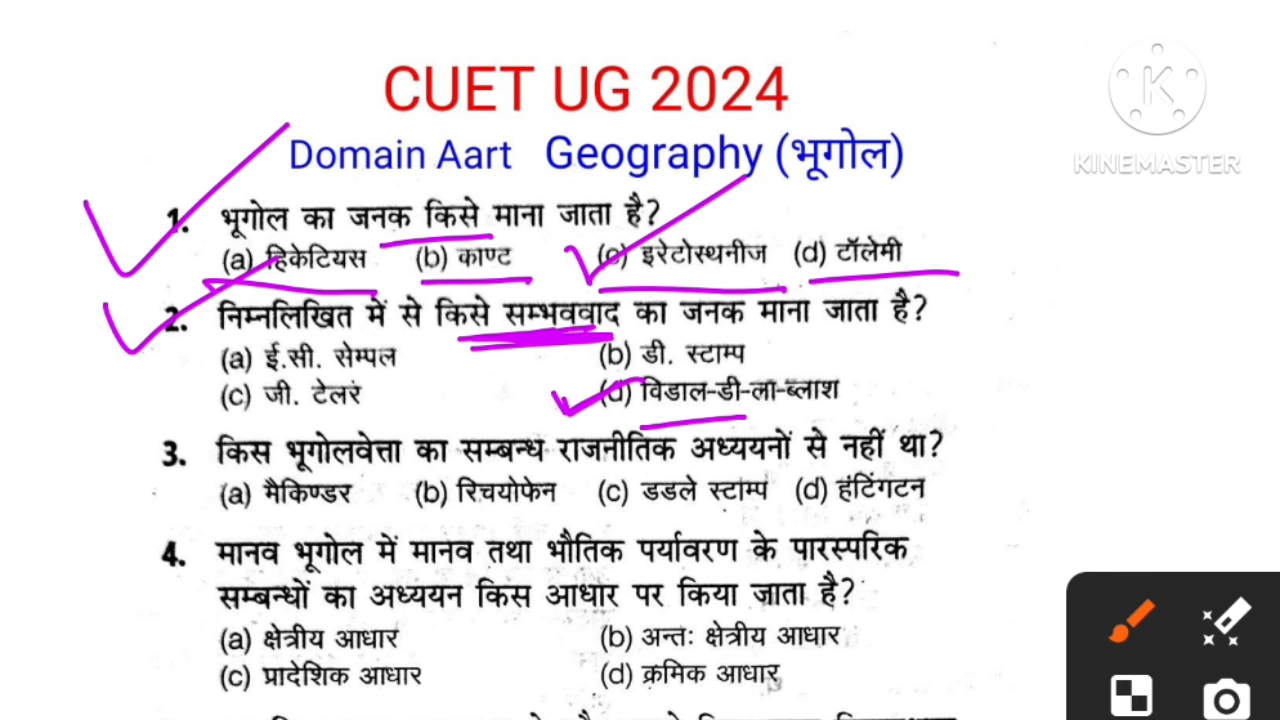 CUET UG 2024
Domain Aart Geography (भूगोल)
1. भूगोल का जनक किसे माना जाता है?
(a) हिकेटियस (b) काण्ट (c) इरेटोस्थनीज (d) टॉलेमी
2. निम्नलिखित में से किसे सम्भववाद का जनक माना जाता है?
(a) ई.सी. सेम्पल (b) डी. स्टाम्प
(c) जी. टेलर (d) विडाल-डी-ला-ब्लाश
3. किस भूगोलवेत्ता का सम्बन्ध राजनीतिक अध्ययनों से नहीं था?
(a) मैकिण्डर (b) रिचयोफेन (c) डडले स्टाम्प (d) हंटिंगटन
4. मानव भूगोल में मानव तथा भौतिक पर्यावरण के पारस्परिक
सम्बन्धों का अध्ययन किस आधार पर किया जाता है?
(a) क्षेत्रीय आधार (b) अन्तः क्षेत्रीय आधार
(c) प्रादेशिक आधार (d) क्रमिक आधार
K
KINEMASTER